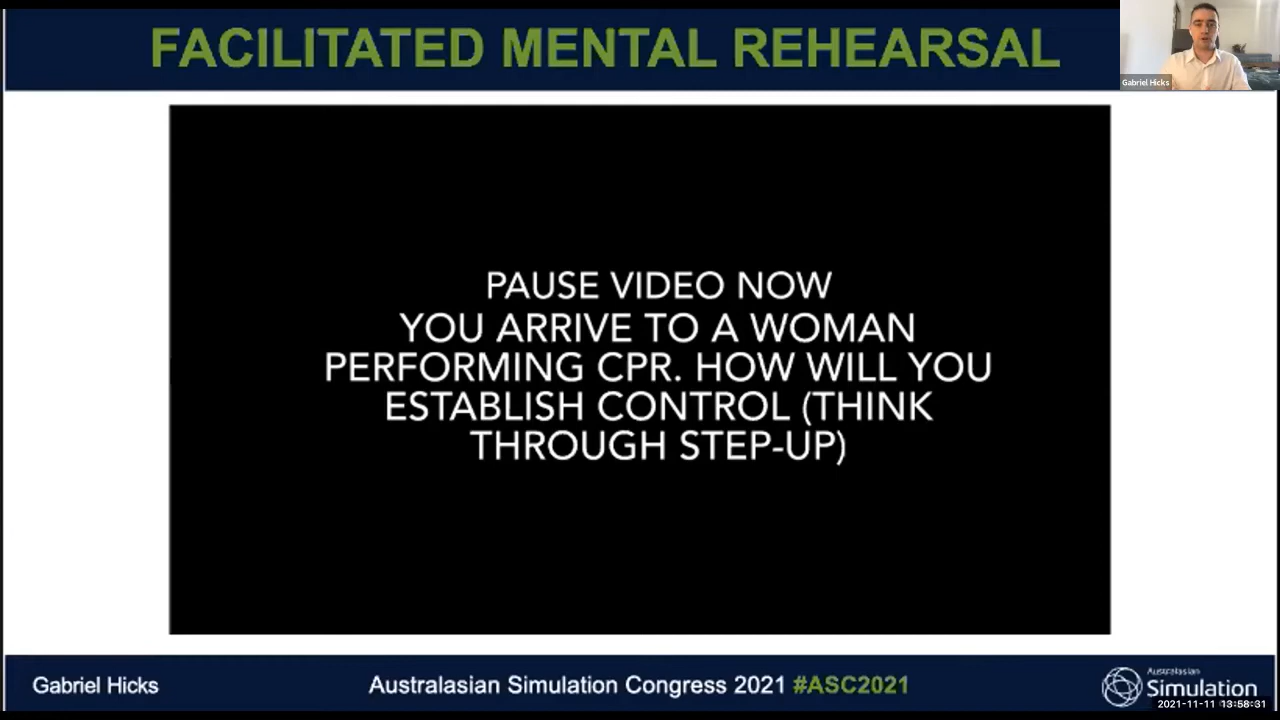 FACILITATED MENTAL REHEARSAL
Gabriel Hicks
PAUSE VIDEO NOW
YOU ARRIVE TO A WOMAN
PERFORMING CPR. HOW WILL YOU
ESTABLISH CONTROL (THINK
THROUGH STEP-UP)
Gabriel Hicks
Australasian Simulation Congress 2021 #ASC2021
Australasian
Simulation
2021-11-11 13:58:31